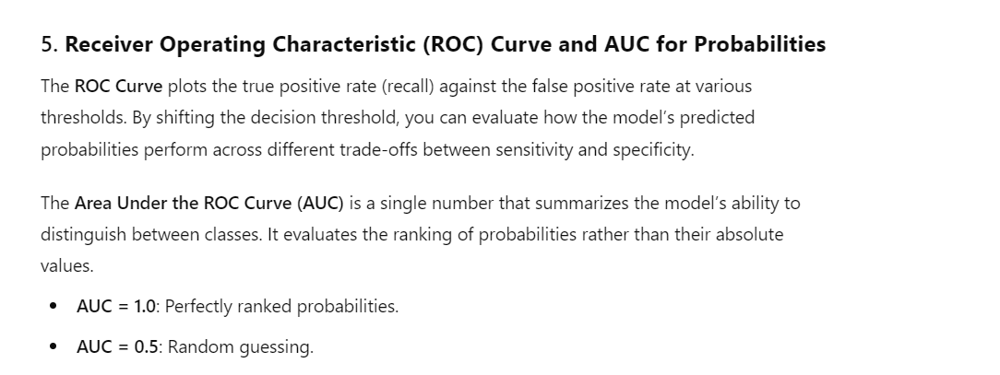 5. Receiver Operating Characteristic (ROC) Curve and AUC for Probabilities
The ROC Curve plots the true positive rate (recall) against the false positive rate at various
thresholds. By shifting the decision threshold, you can evaluate how the model’s predicted
probabilities perform across different trade-offs between sensitivity and specificity.
The Area Under the ROC Curve (AUC) is a single number that summarizes the model’s ability to
distinguish between classes. It evaluates the ranking of probabilities rather than their absolute
values.
• AUC = 1.0: Perfectly ranked probabilities.
• AUC = 0.5: Random guessing.